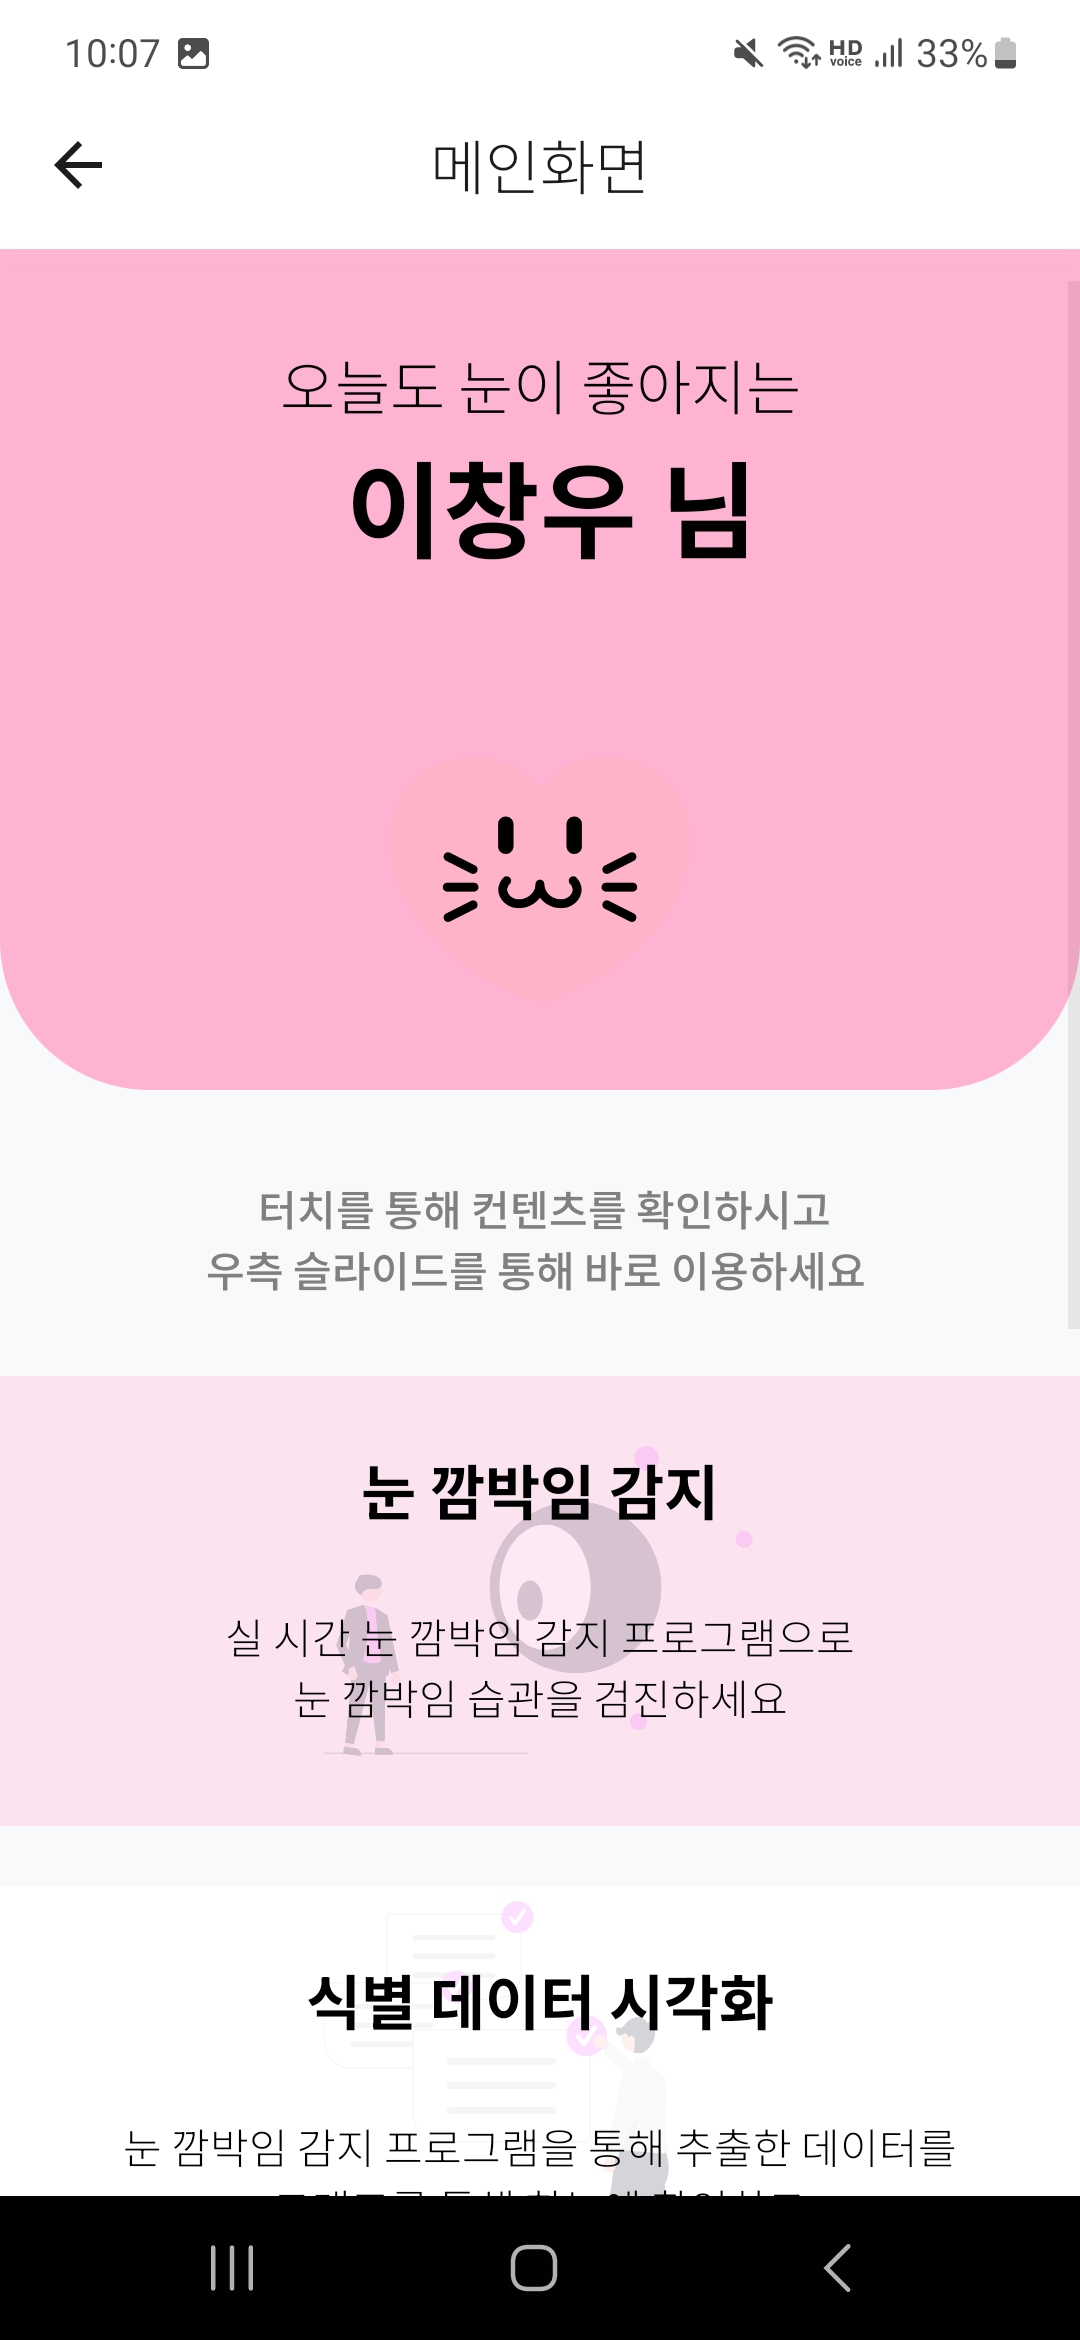 10:07
HD voice 33%
메인화면
오늘도 눈이 좋아지는
이창우 님
터치를 통해 컨텐츠를 확인하시고
우측 슬라이드를 통해 바로 이용하세요
눈 깜박임 감지
실 시간 눈 깜박임 감지 프로그램으로
눈 깜박임 습관을 검진하세요
식별 데이터 시각화
눈 깜박임 감지 프로그램을 통해 추출한 데이터를